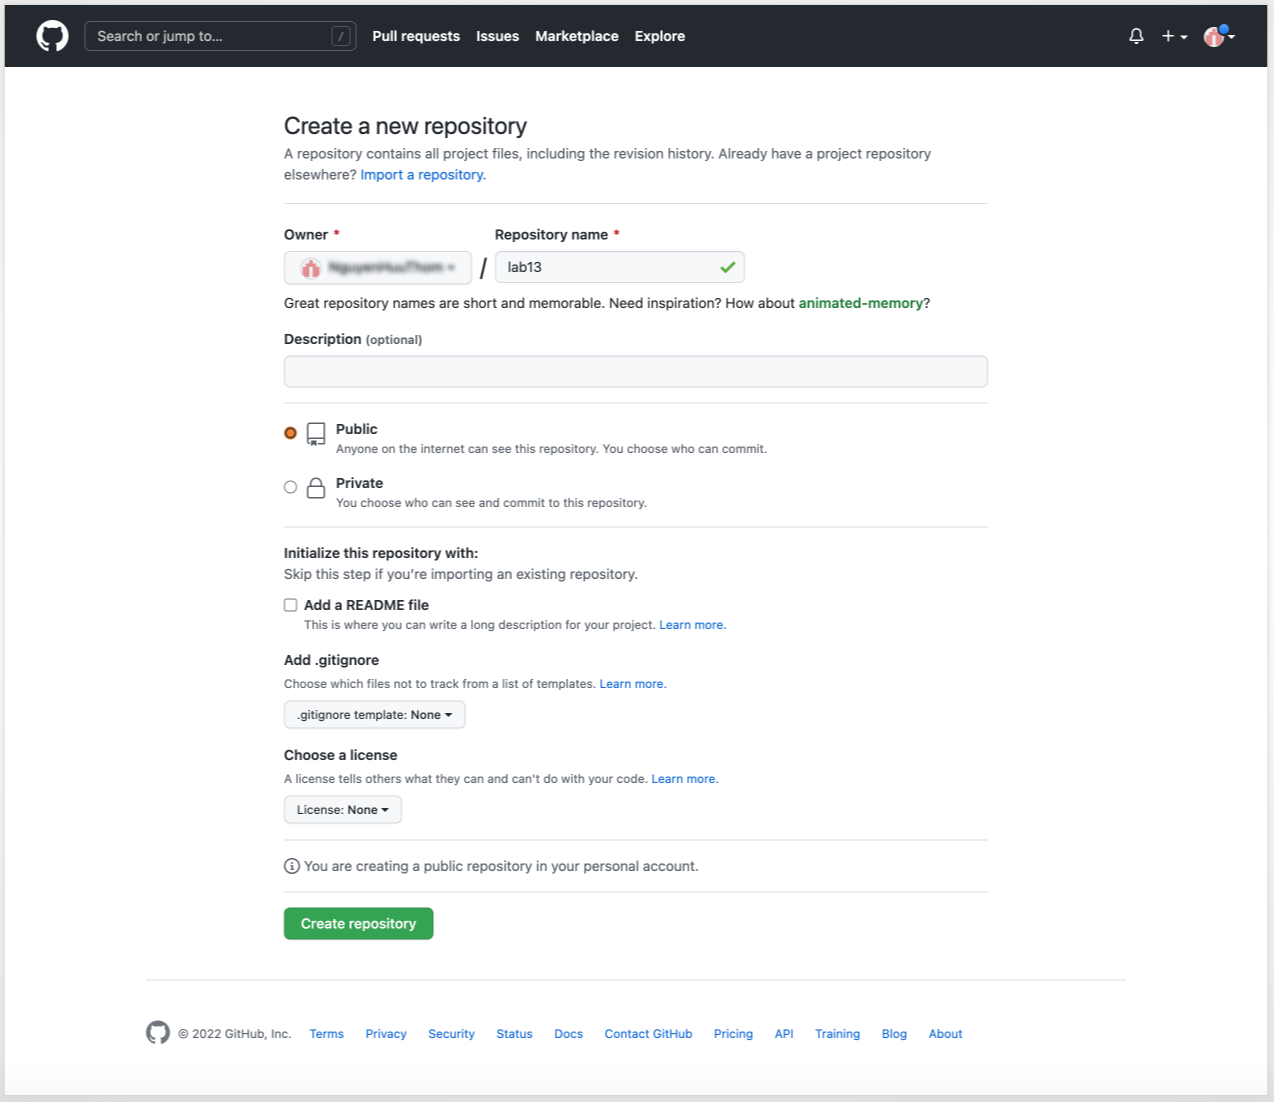 Search or jump to... / Pull requests Issues Marketplace Explore
Create a new repository
A repository contains all project files, including the revision history. Already have a project repository
elsewhere? Import a repository.
Owner * Repository name *
/ lab13
Great repository names are short and memorable. Need inspiration? How about animated-memory?
Description (optional)
Public
Anyone on the internet can see this repository. You choose who can commit.
Private
You choose who can see and commit to this repository.
Initialize this repository with:
Skip this step if you’re importing an existing repository.
Add a README file
This is where you can write a long description for your project. Learn more.
Add .gitignore
Choose which files not to track from a list of templates. Learn more.
.gitignore template: None
Choose a license
A license tells others what they can and can't do with your code. Learn more.
License: None
You are creating a public repository in your personal account.
Create repository
© 2022 GitHub, Inc. Terms Privacy Security Status Docs Contact GitHub Pricing API Training Blog About